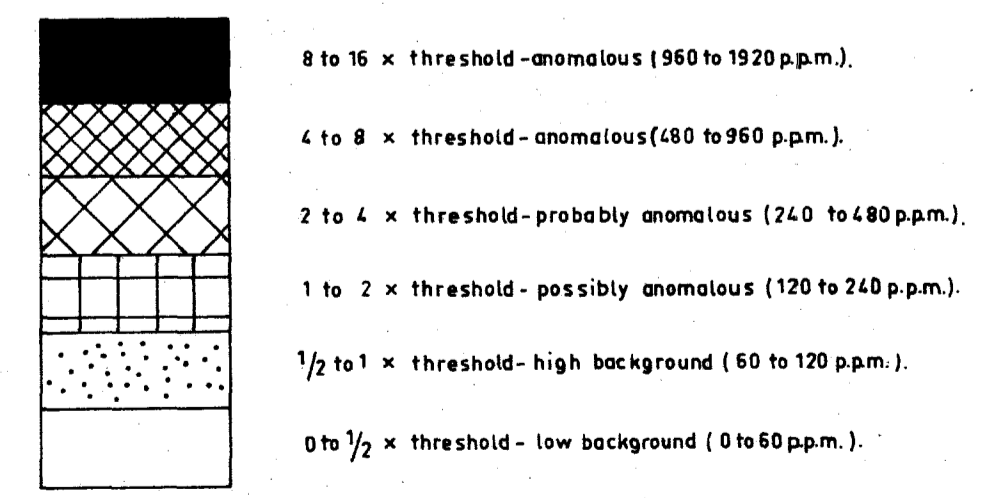 8 to 16 × threshold-anomalous (960 to 1920 p.p.m.).
4 to 8 × threshold-anomalous(480 to 960 p.p.m.).
2 to 4 × threshold-probably anomalous (240 to 480 p.p.m.).
1 to 2 × threshold- possibly anomalous (120 to 240 p.p.m.).
1/2 to 1 × threshold- high background ( 60 to 120 p.p.m.).
0 to 1/2 × threshold- low background ( 0 to 60 p.p.m. ).